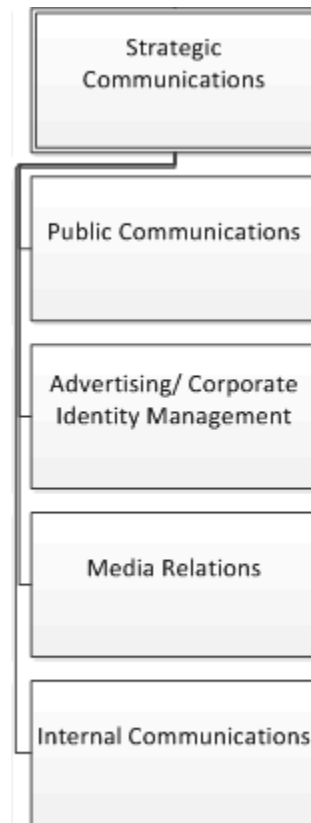 Strategic
Communications
Public Communications
Advertising/ Corporate
Identity Management
Media Relations
Internal Communications